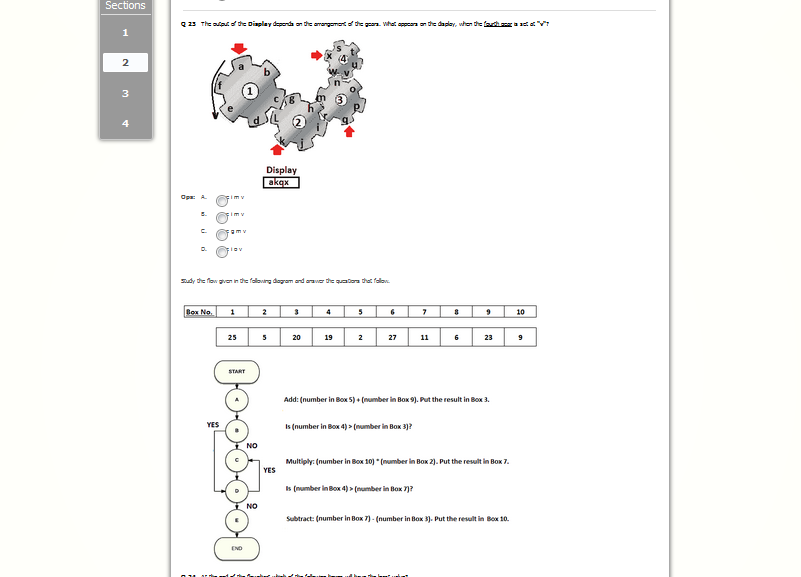 Sections
1
2
3
4
Q 23 The output of the Display depends on the arrangement of the gears. What appears on the display, when the fourth gear is set at "v"?
s
x 4 t
u
a w v
b n
f m o
1 3
c g p
e h r
d L 2 i q
k j
Display
akqx
Ops: A. i m v
B. i m v
C. g m v
D. i o v
Study the flow given in the following diagram and answer the questions that follow.
Box No. 1 2 3 4 5 6 7 8 9 10
25 5 20 19 2 27 11 6 23 9
START
A Add: (number in Box 5) + (number in Box 9). Put the result in Box 3.
YES
B Is (number in Box 4) > (number in Box 3)?
NO
C Multiply: (number in Box 10) * (number in Box 2). Put the result in Box 7.
YES
D Is (number in Box 4) > (number in Box 7)?
NO
E Subtract: (number in Box 7) - (number in Box 3). Put the result in Box 10.
END